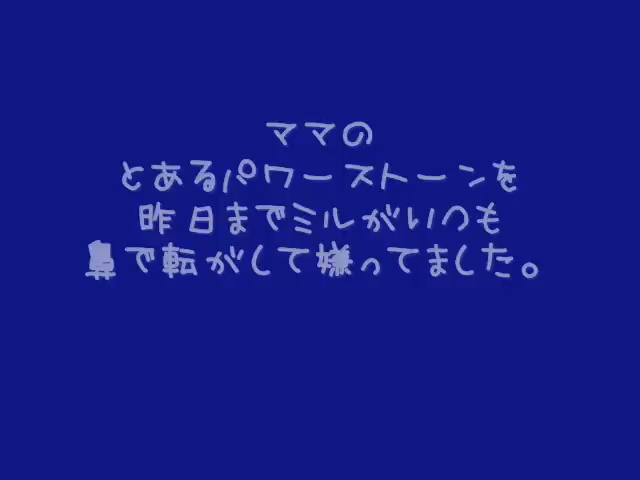 ママの
とあるパワーストーンを
昨日までミルがいつも
鼻で転がして嫌ってました。